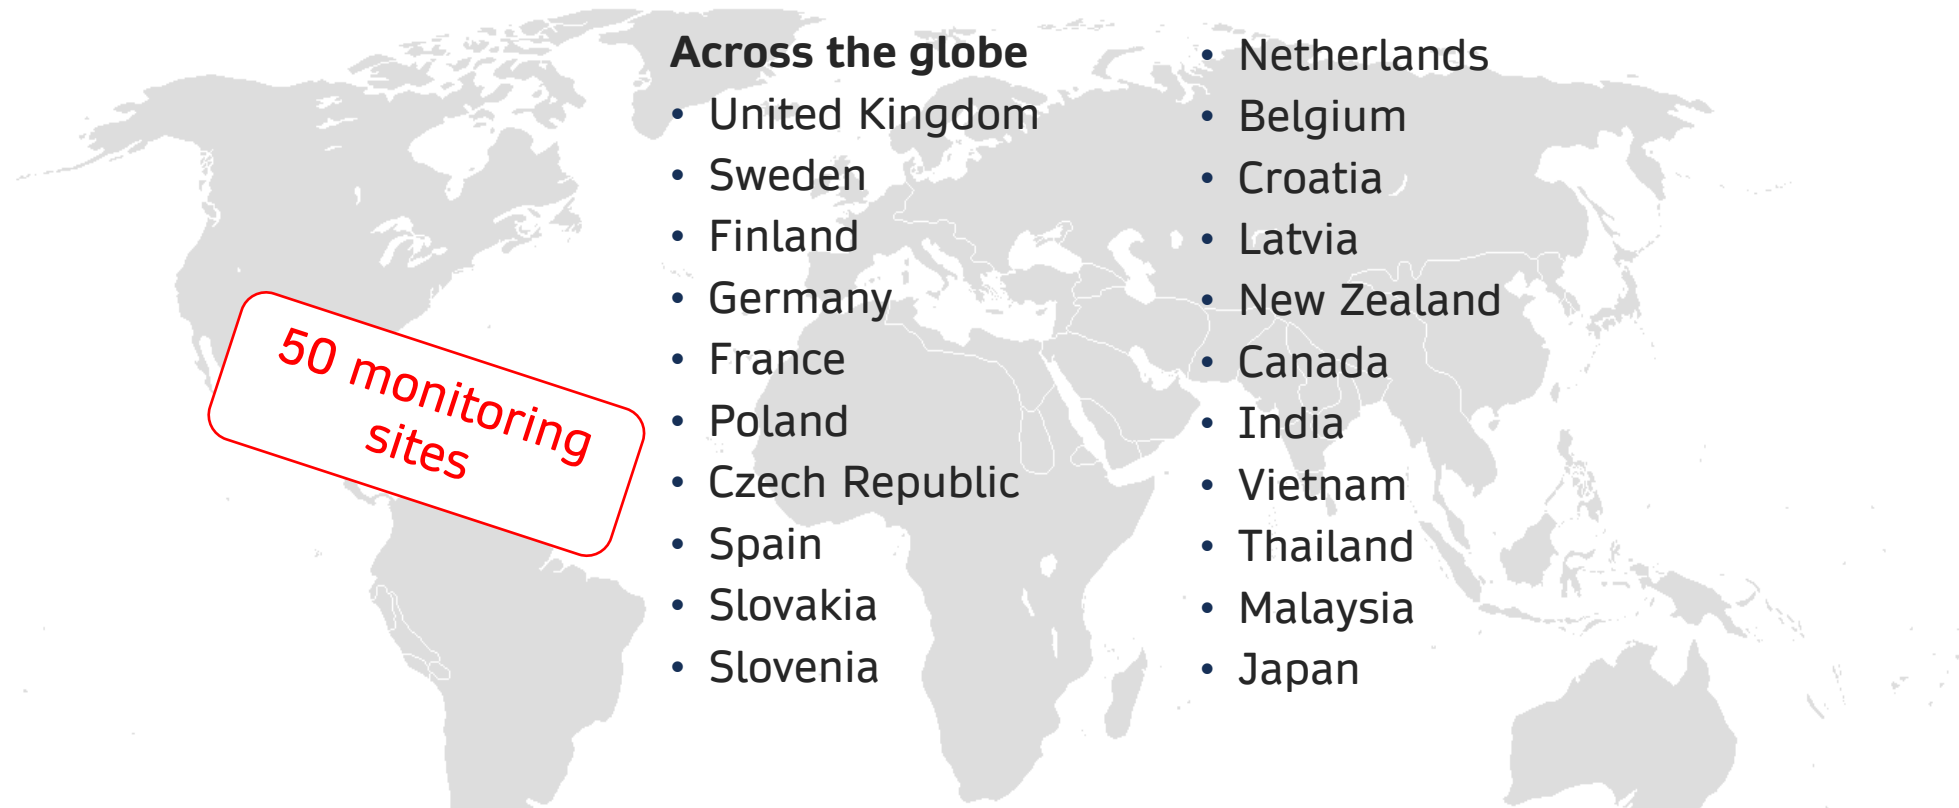 Across the globe
• United Kingdom
• Sweden
• Finland
• Germany
• France
• Poland
• Czech Republic
• Spain
• Slovakia
• Slovenia
• Netherlands
• Belgium
• Croatia
• Latvia
• New Zealand
• Canada
• India
• Vietnam
• Thailand
• Malaysia
• Japan
50 monitoring
sites